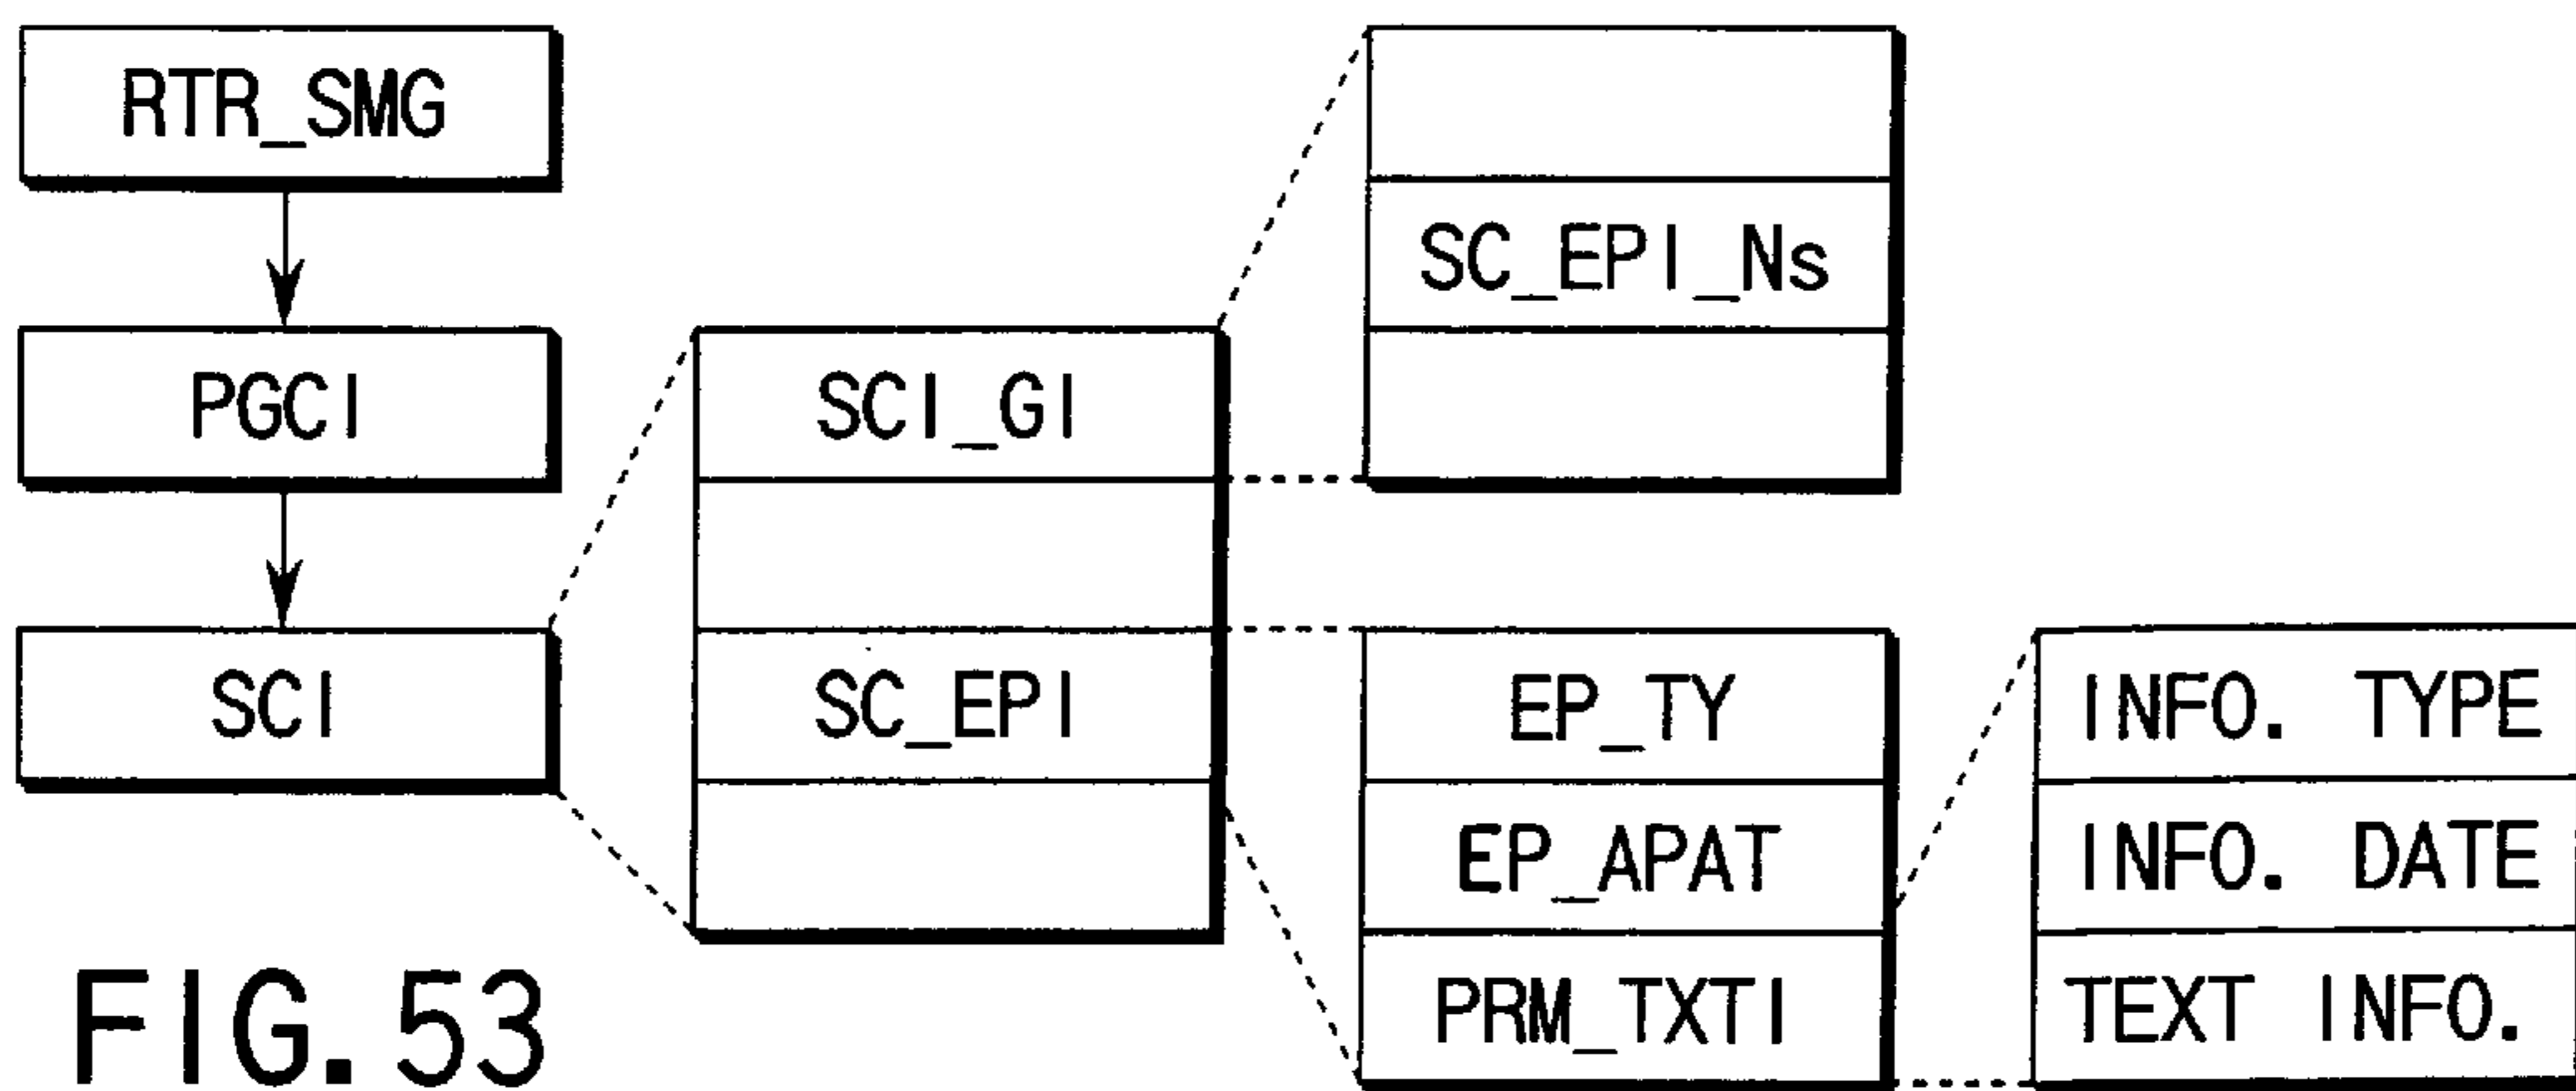 RTR_SMG
PGCI
SCI
SCI_GI
SC_EPI
SC_EPI_Ns
EP_TY
EP_APAT
PRM_TXTI
INFO. TYPE
INFO. DATE
TEXT INFO.
FIG. 53